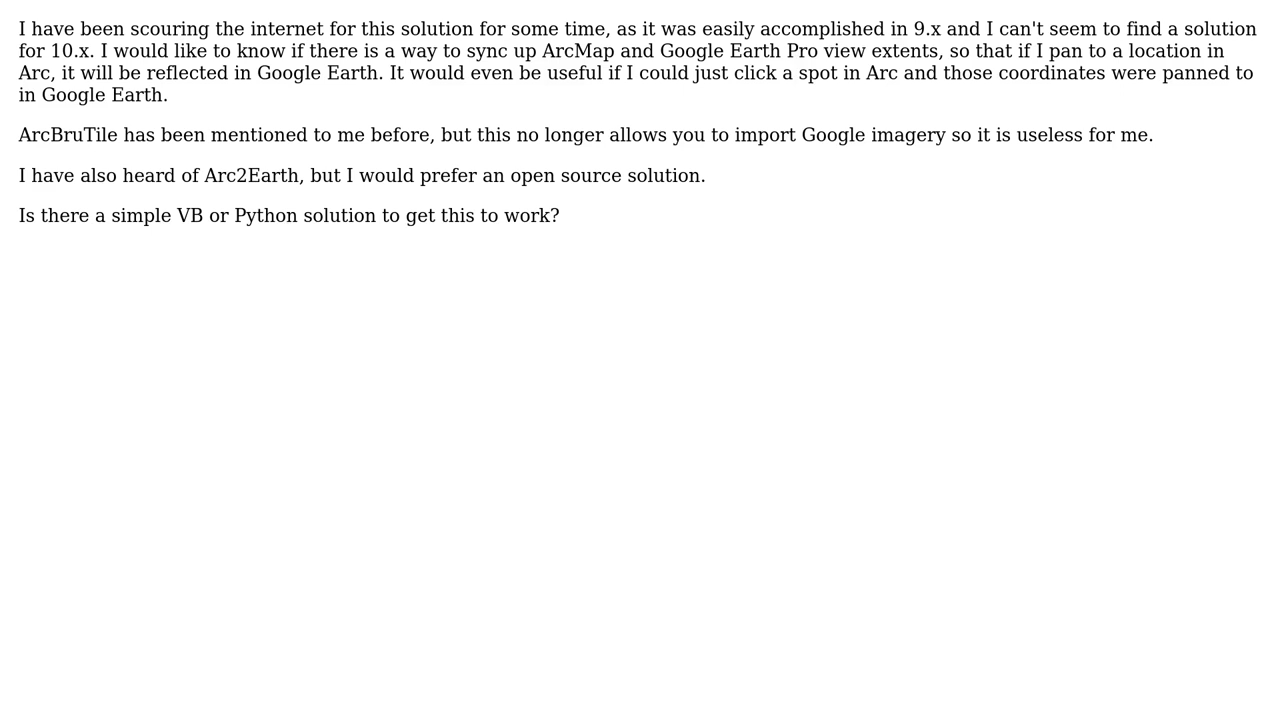 I have been scouring the internet for this solution for some time, as it was easily accomplished in 9.x and I can't seem to find a solution
for 10.x. I would like to know if there is a way to sync up ArcMap and Google Earth Pro view extents, so that if I pan to a location in
Arc, it will be reflected in Google Earth. It would even be useful if I could just click a spot in Arc and those coordinates were panned to
in Google Earth.
ArcBruTile has been mentioned to me before, but this no longer allows you to import Google imagery so it is useless for me.
I have also heard of Arc2Earth, but I would prefer an open source solution.
Is there a simple VB or Python solution to get this to work?